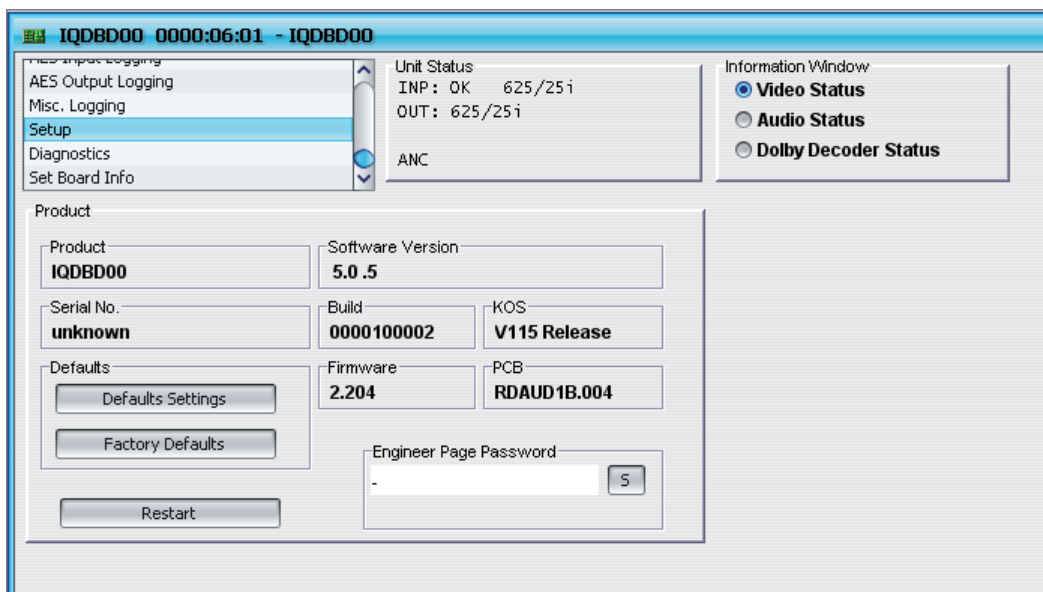 IQDBD00 0000:06:01 - IQDBD00
AES Input Logging
AES Output Logging
Misc. Logging
Setup
Diagnostics
Set Board Info
Unit Status
INP: OK 625/25i
OUT: 625/25i
ANC
Information Window
Video Status
Audio Status
Dolby Decoder Status
Product
Product
IQDBD00
Software Version
5.0 .5
Serial No.
unknown
Build
0000100002
KOS
V115 Release
Defaults
Defaults Settings
Factory Defaults
Firmware
2.204
PCB
RDAUD1B.004
Engineer Page Password
-
S
Restart